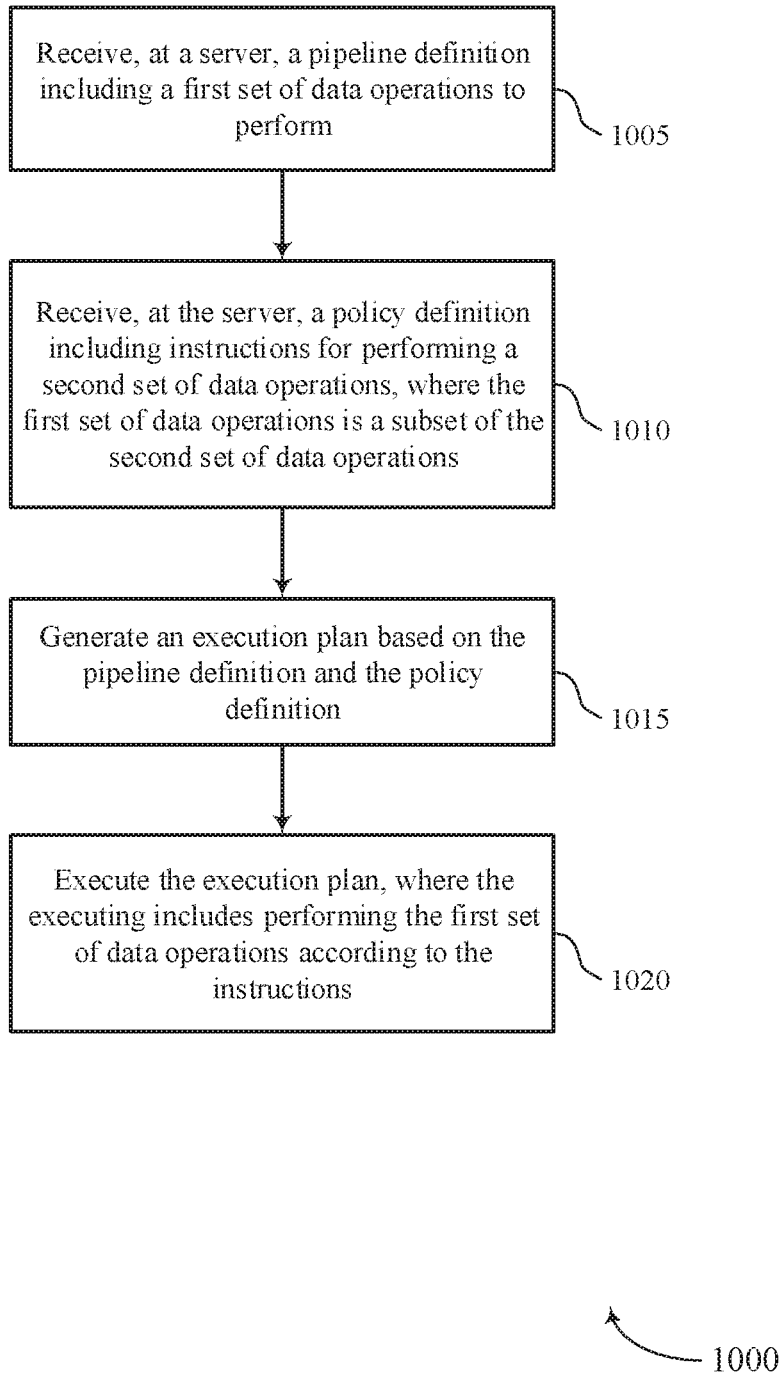 Receive, at a server, a pipeline definition
including a first set of data operations to
perform
1005
Receive, at the server, a policy definition
including instructions for performing a
second set of data operations, where the
first set of data operations is a subset of the
second set of data operations
1010
Generate an execution plan based on the
pipeline definition and the policy
definition
1015
Execute the execution plan, where the
executing includes performing the first set
of data operations according to the
instructions
1020
1000